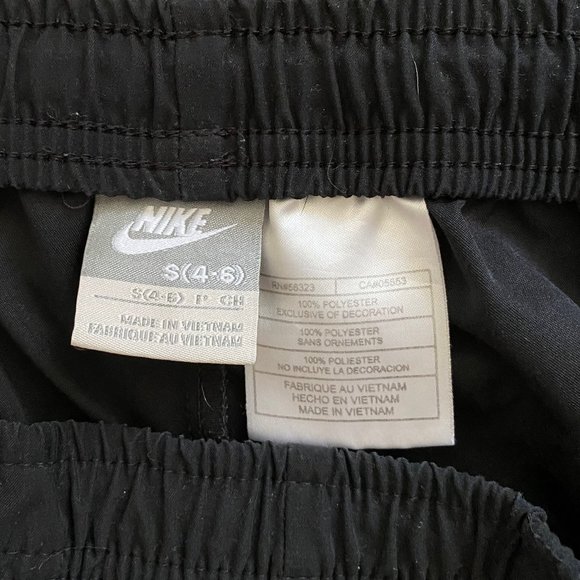 NIKE
S(4-6)
S(4-6) P CH
MADE IN VIETNAM
FABRIQUE AU VIETNAM
RN#56323 CA#05553
100% POLYESTER
EXCLUSIVE OF DECORATION
100% POLYESTER
SANS ORNEMENTS
100% POLIESTER
NO INCLUYE LA DECORACION
FABRIQUE AU VIETNAM
HECHO EN VIETNAM
MADE IN VIETNAM